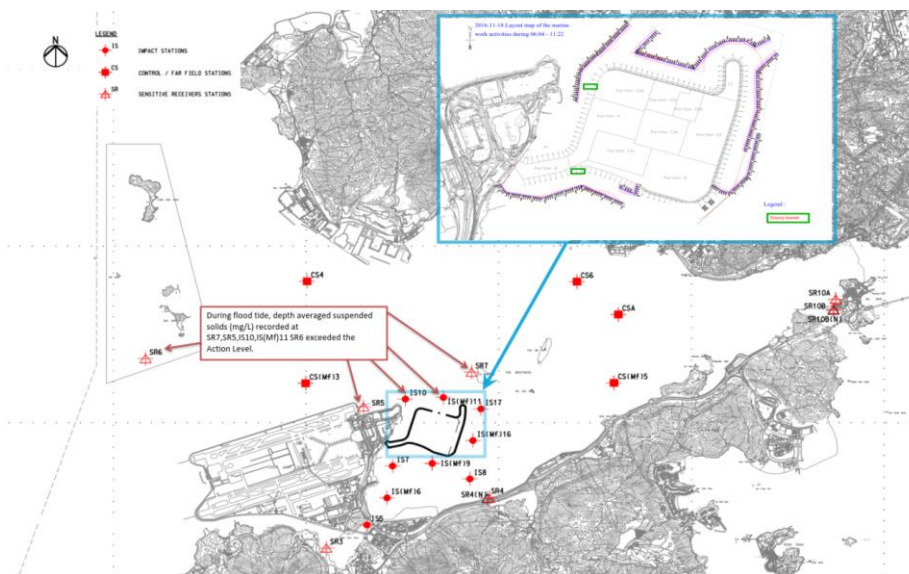 LEGEND
N
IS
IMPACT STATIONS
CS
CONTROL / FAR FIELD STATIONS
SR
SENSITIVE RECEIVERS STATIONS
2016-11-18 Layout map of the marine
work activities during
Legend :
CS4
CS6
CSA
SR10A
SR10B
SR10B(N)
During flood tide, depth averaged suspended
solids (mg/L) recorded at
SR7,SR5,IS10,IS(Mf)11 SR6 exceeded the
Action Level.
SR6
SR7
CS(Mf)3
CS(Mf)5
IS10
IS(Mf)11
SR5
IS17
IS(Mf)16
IS7
IS(Mf)9
IS8
IS(Mf)6
SR4(N)
SR4
IS5
SR3